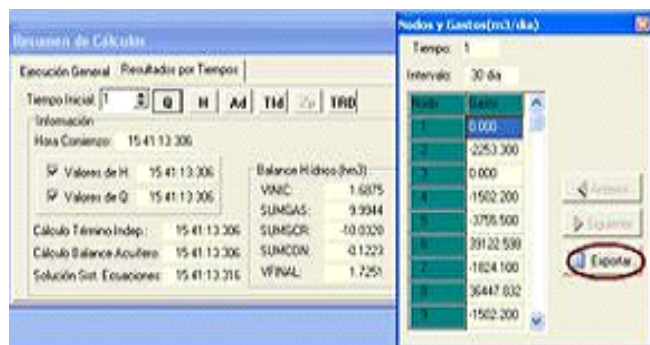 Resumen de Cálculos
Ejecución General Resultados por Tiempos
Tiempo Inicial: 1 Q H Ad TId Zp TRD
Información
Hora Comienzo: 15:41:13.306
Valores de H 15:41:13.306
Valores de Q 15:41:13.306
Cálculo Término Indep.: 15:41:13.306
Cálculo Balance Acuífero: 15:41:13.306
Solución Sist. Ecuaciones: 15:41:13.316
Balance Hídrico (hm3)
VINIC: 1.6875
SUMGAS: 9.9944
SUMSCR: -10.0320
SUMCON: -0.1223
VFINAL: 1.7251
Nodos y Gastos(m3/dia)
Tiempo: 1
Intervalo: 30 dia
Nodo Gasto
1 0.000
2 -2253.300
3 0.000
4 -1502.200
5 -3755.500
6 39122.598
7 -1824.100
8 36447.832
9 -1502.200
Anterior
Siguiente
Exportar